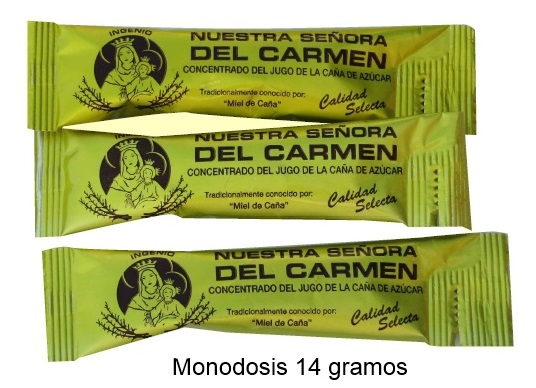 INGENIO
NUESTRA SEÑORA
DEL CARMEN
CONCENTRADO DEL JUGO DE LA CAÑA DE AZÚCAR
Tradicionalmente conocido por:
"Miel de Caña"
Calidad
Selecta
INGENIO
NUESTRA SEÑORA
DEL CARMEN
CONCENTRADO DEL JUGO DE LA CAÑA DE AZÚCAR
Tradicionalmente conocido por:
"Miel de Caña"
Calidad
Selecta
INGENIO
NUESTRA SEÑORA
DEL CARMEN
CONCENTRADO DEL JUGO DE LA CAÑA DE AZÚCAR
Tradicionalmente conocido por:
"Miel de Caña"
Calidad
Selecta
Monodosis 14 gramos